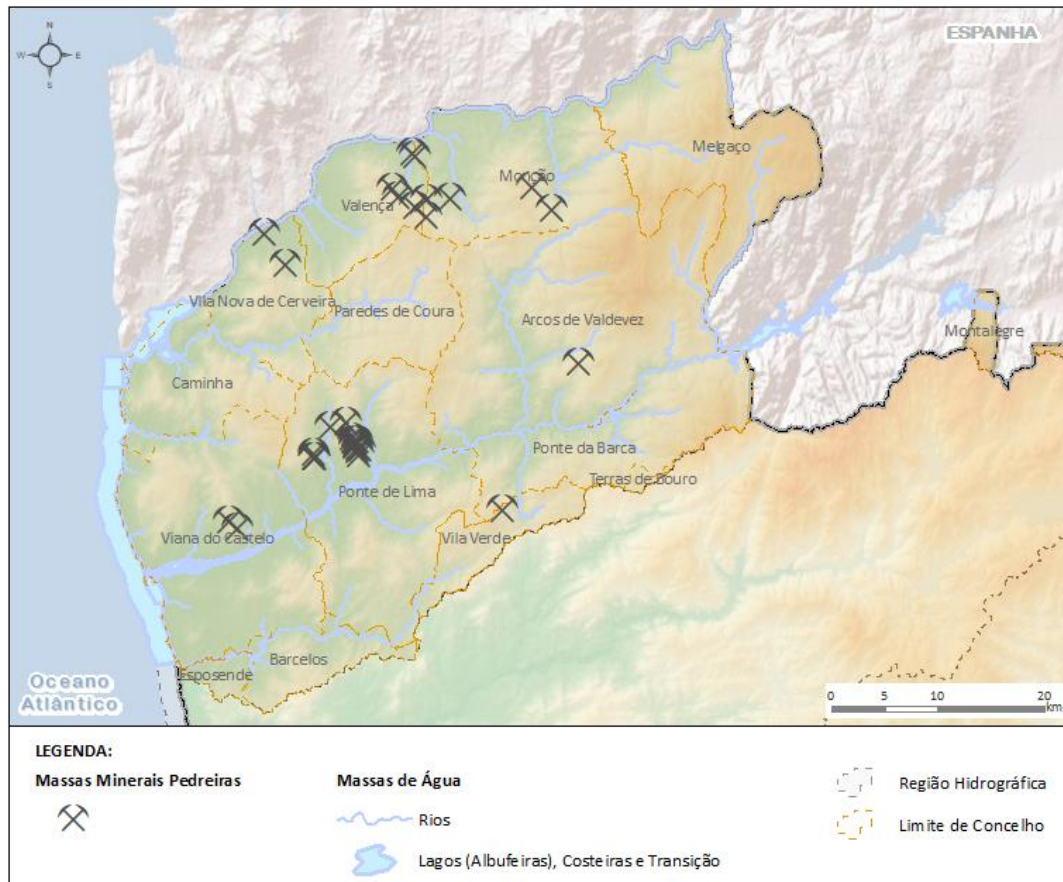 N
W E
S
ESPANHA
Melgaço
Monção
Valença
Vila Nova de Cerveira
Paredes de Coura
Arcos de Valdevez
Montalegre
Caminha
Ponte da Barca
Terras de Bouro
Ponte de Lima
Viana do Castelo
Vila Verde
Barcelos
Esposende
Oceano
Atlântico
0 5 10 20
km
LEGENDA:
Massas Minerais Pedreiras
Massas de Água
Rios
Lagos (Albufeiras), Costeiras e Transição
Região Hidrográfica
Limite de Concelho